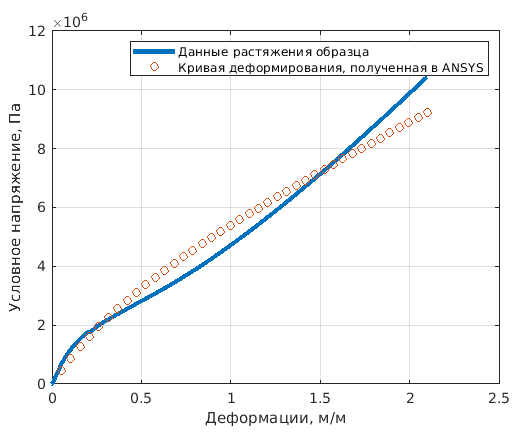 ×10⁶
12
Данные растяжения образца
Кривая деформирования, полученная в ANSYS
10
8
6
4
2
0
Условное напряжение, Па
0 0.5 1 1.5 2 2.5
Деформации, м/м